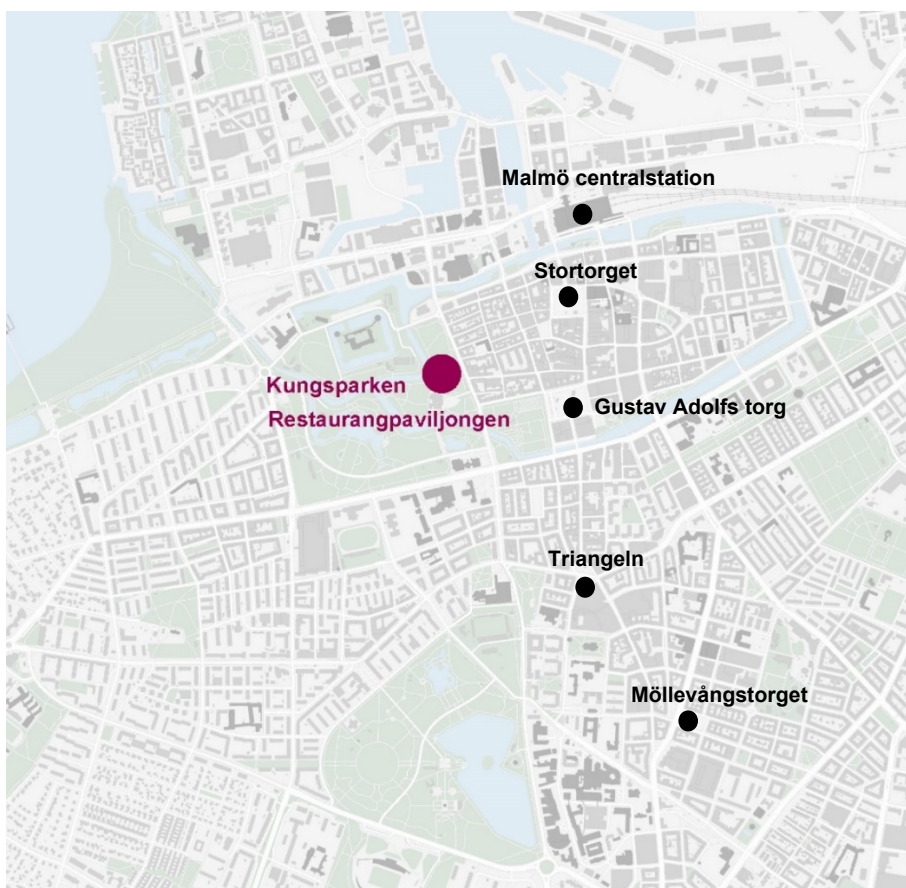 Malmö centralstation
Stortorget
Kungsparken
Restaurangpaviljongen
Gustav Adolfs torg
Triangeln
Möllevångstorget